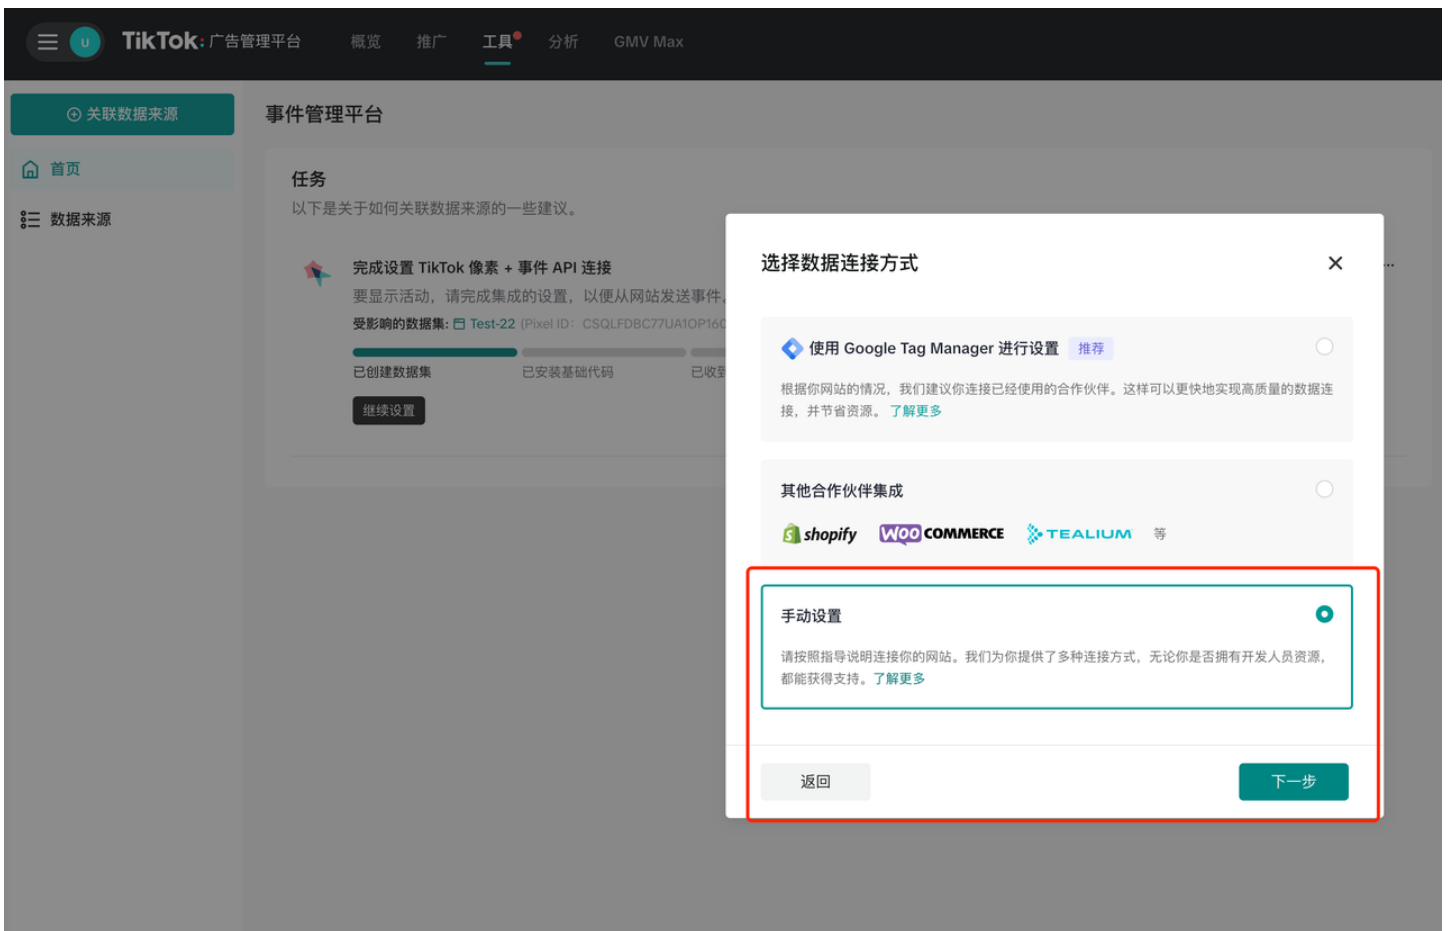 U
TikTok: 广告管理平台
概览
推广
工具
分析
GMV Max
关联数据来源
首页
数据来源
事件管理平台
任务
以下是关于如何关联数据来源的一些建议。
完成设置 TikTok 像素 + 事件 API 连接
要显示活动，请完成集成的设置，以便从网站发送事件。
受影响的数据集: Test-22 (Pixel ID: CSQLFDBC77UA1OP16
已创建数据集
已安装基础代码
已收到
继续设置
选择数据连接方式
使用 Google Tag Manager 进行设置 推荐
根据你网站的情况，我们建议你连接已经使用的合作伙伴。这样可以更快地实现高质量的数据连
接，并节省资源。 了解更多
其他合作伙伴集成
shopify WOO COMMERCE TEALIUM 等
手动设置
请按照指导说明连接你的网站。我们为你提供了多种连接方式，无论你是否拥有开发人员资源，
都能获得支持。了解更多
返回
下一步